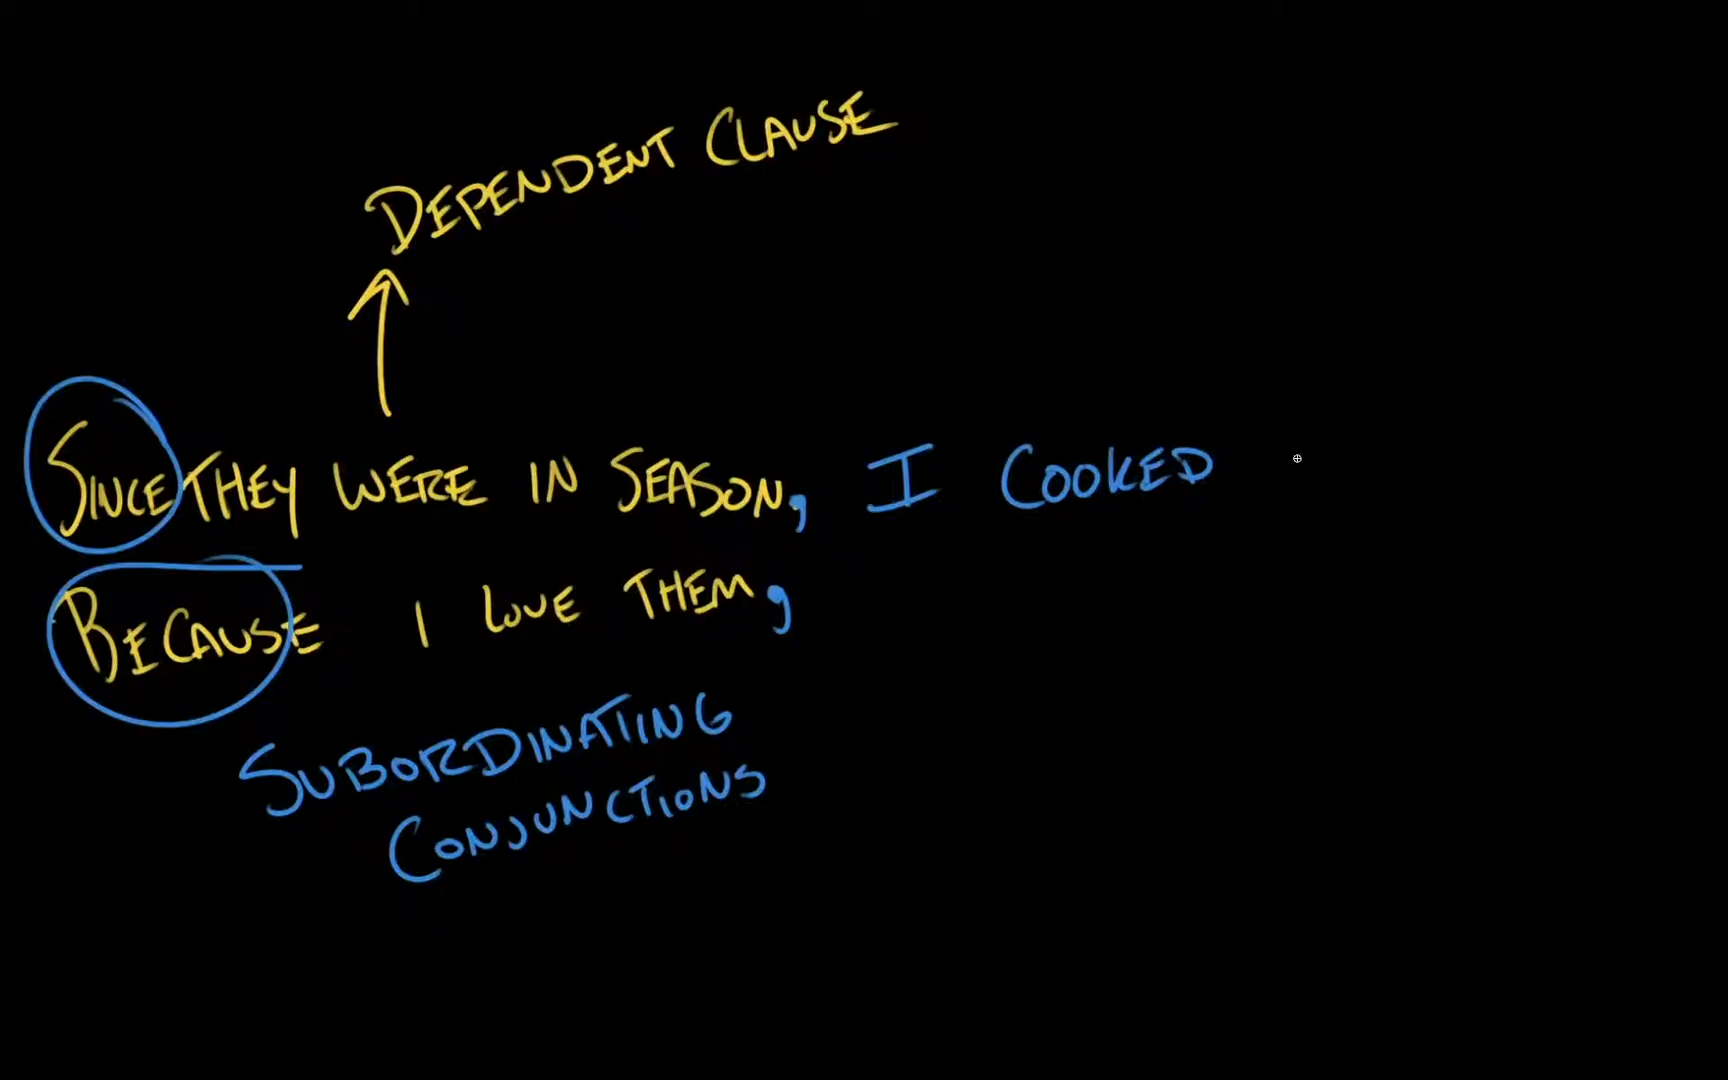 DEPENDENT CLAUSE
SINCE THEY WERE IN SEASON, I COOKED
BECAUSE I LOVE THEM,
SUBORDINATING
CONJUNCTIONS